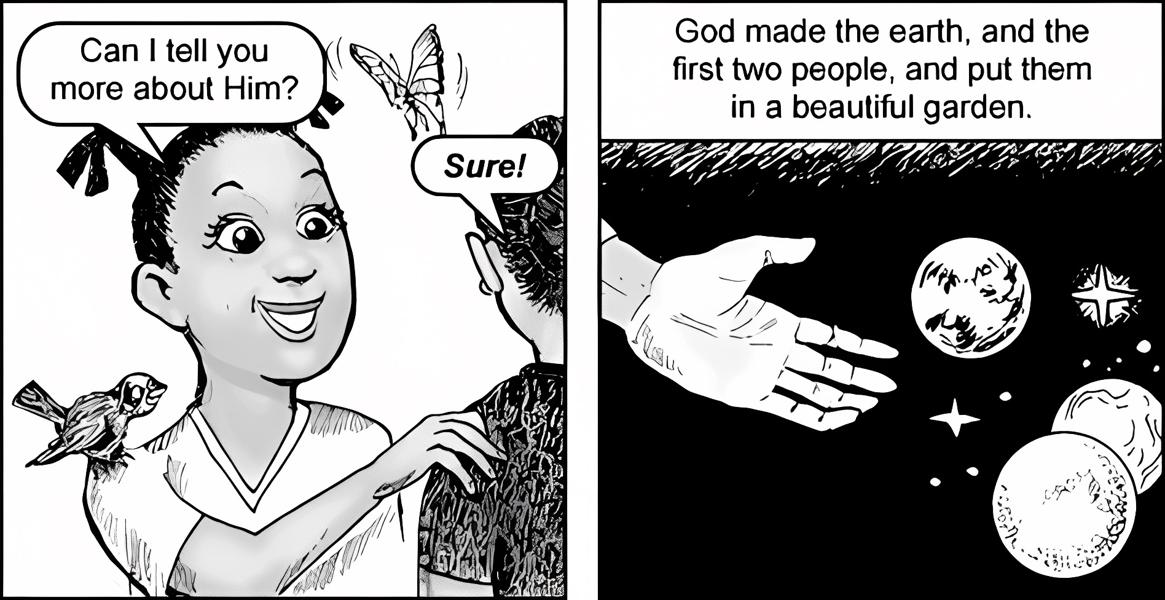 Can I tell you
more about Him?
Sure!
God made the earth, and the
first two people, and put them
in a beautiful garden.